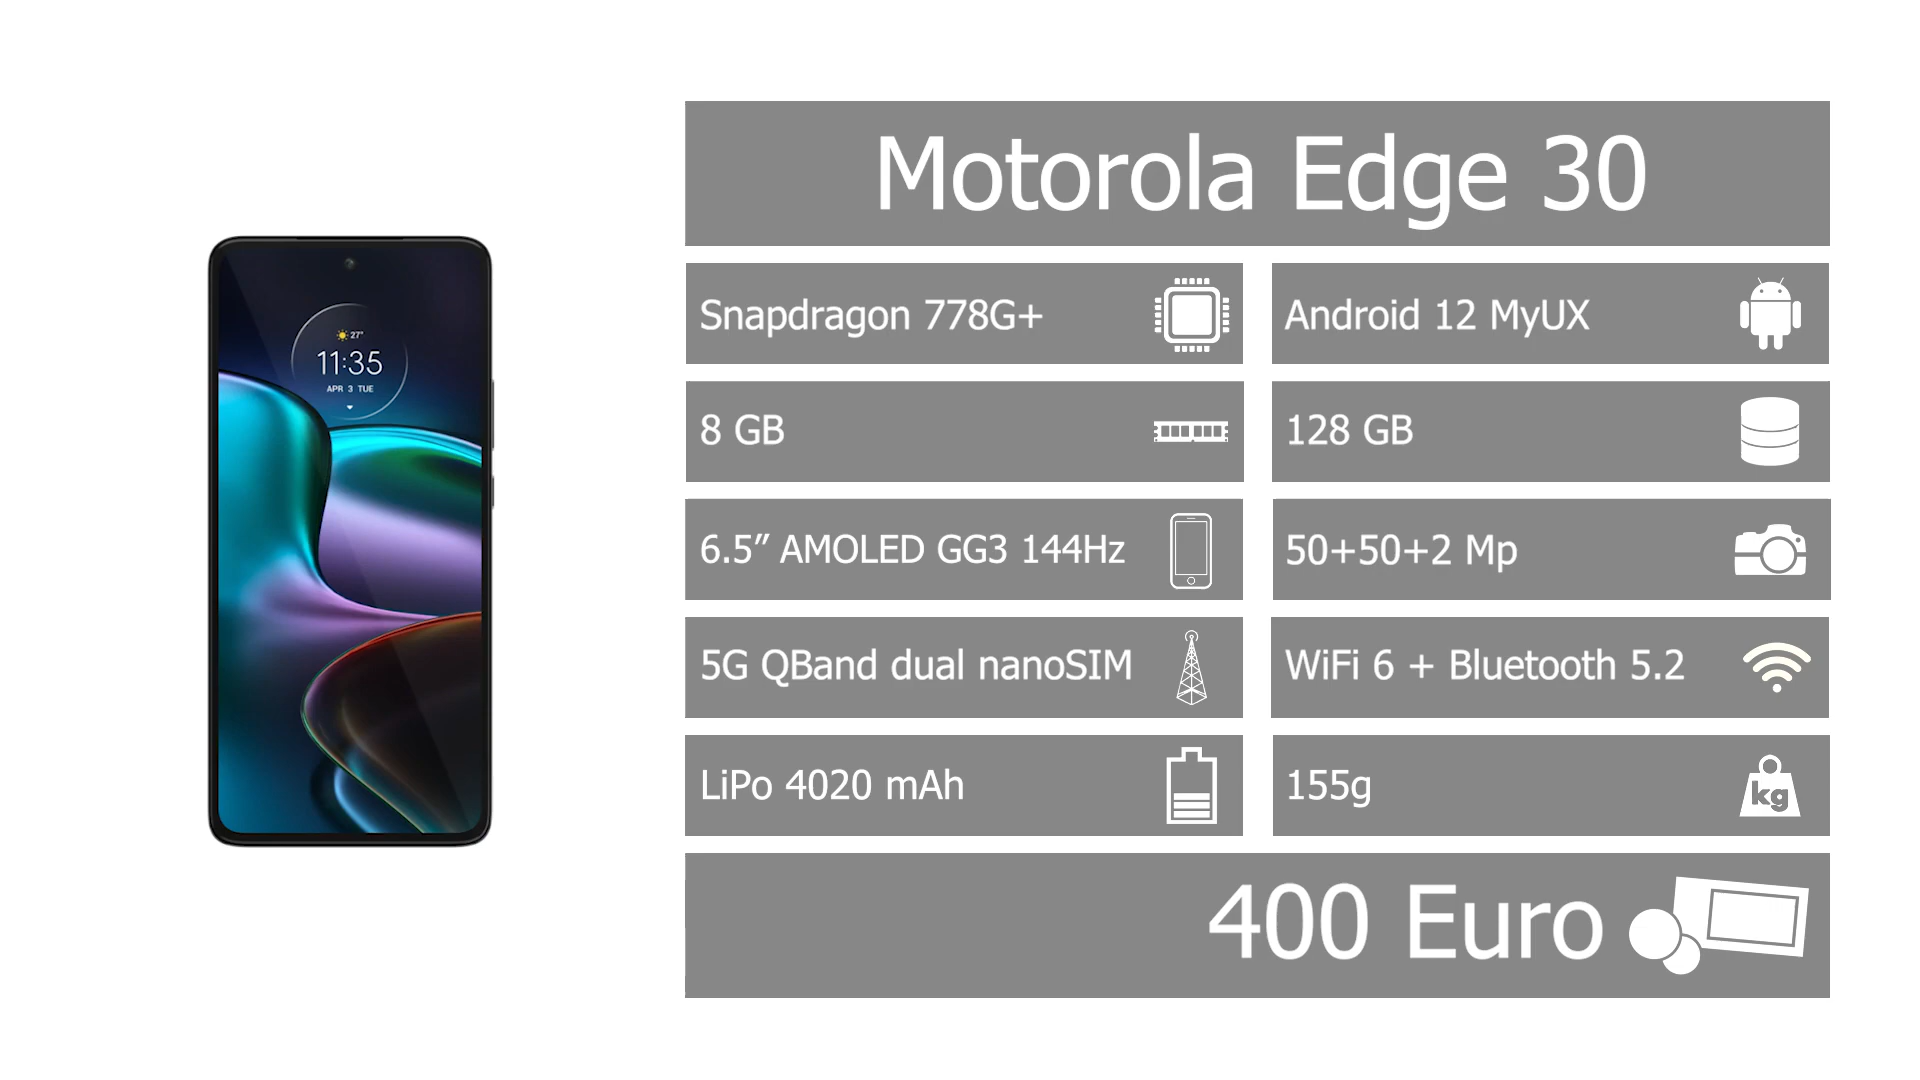 Motorola Edge 30
27°
11:35
APR 3 TUE
Snapdragon 778G+
Android 12 MyUX
8 GB
128 GB
6.5” AMOLED GG3 144Hz
50+50+2 Mp
5G QBand dual nanoSIM
WiFi 6 + Bluetooth 5.2
LiPo 4020 mAh
155g
kg
400 Euro